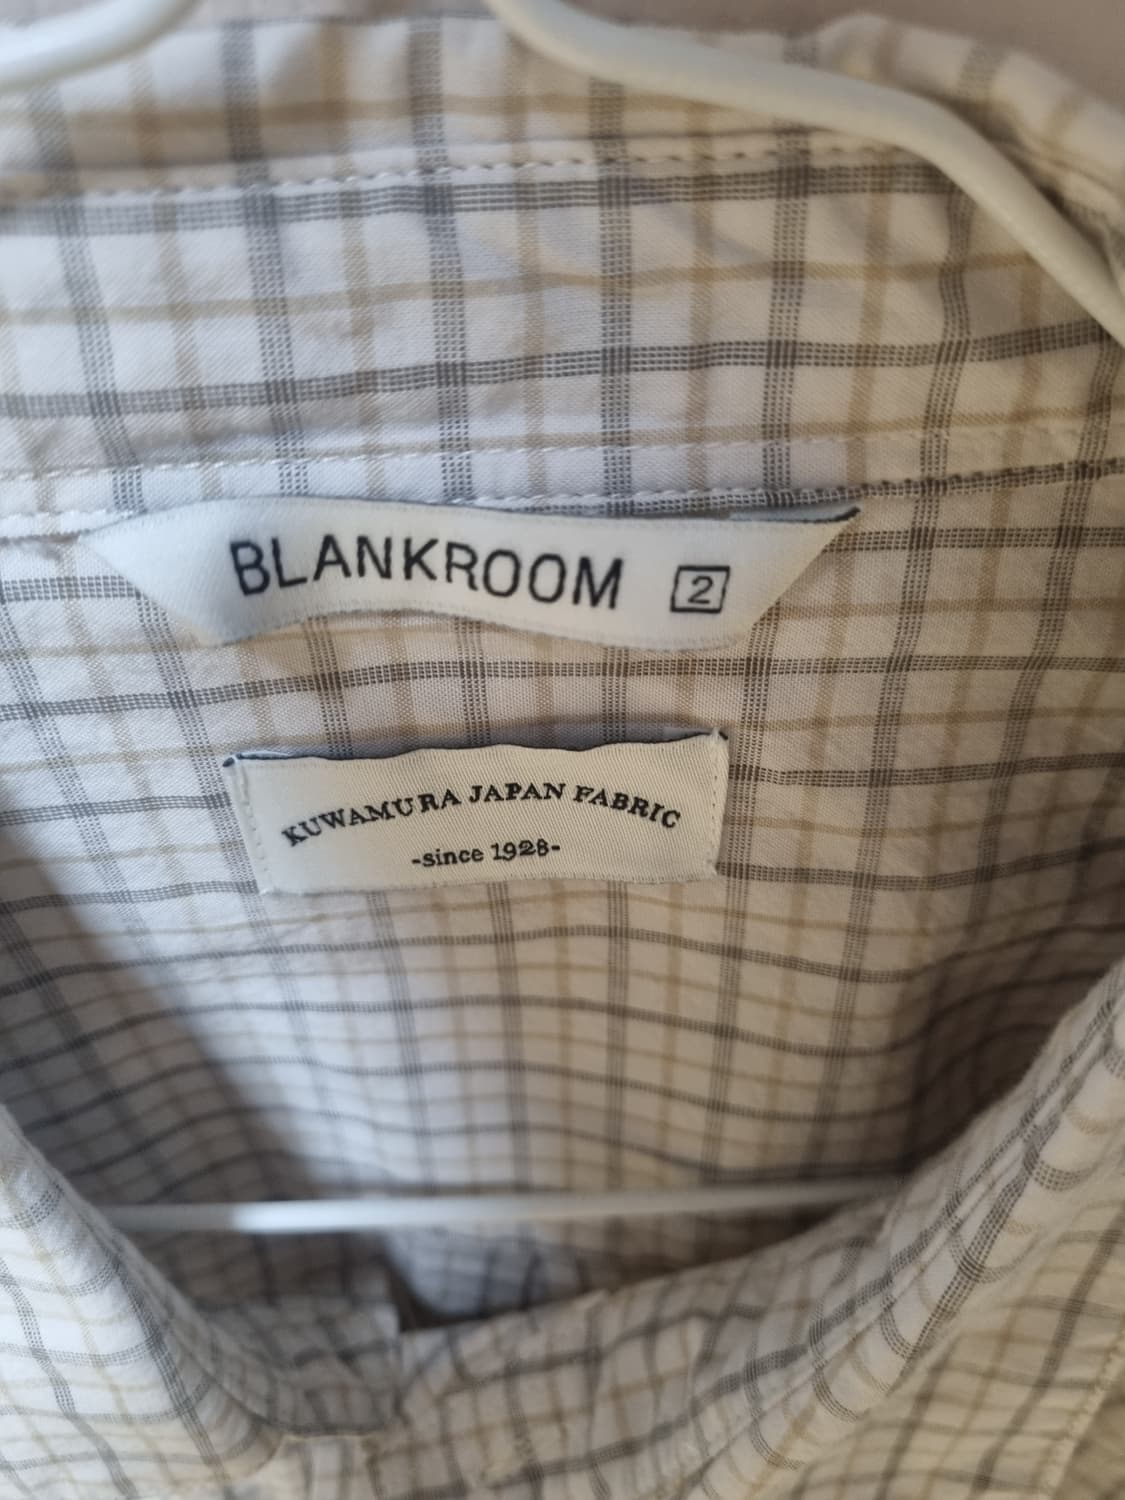 BLANKROOM 2
KUWAMURA JAPAN FABRIC
-since 1928-